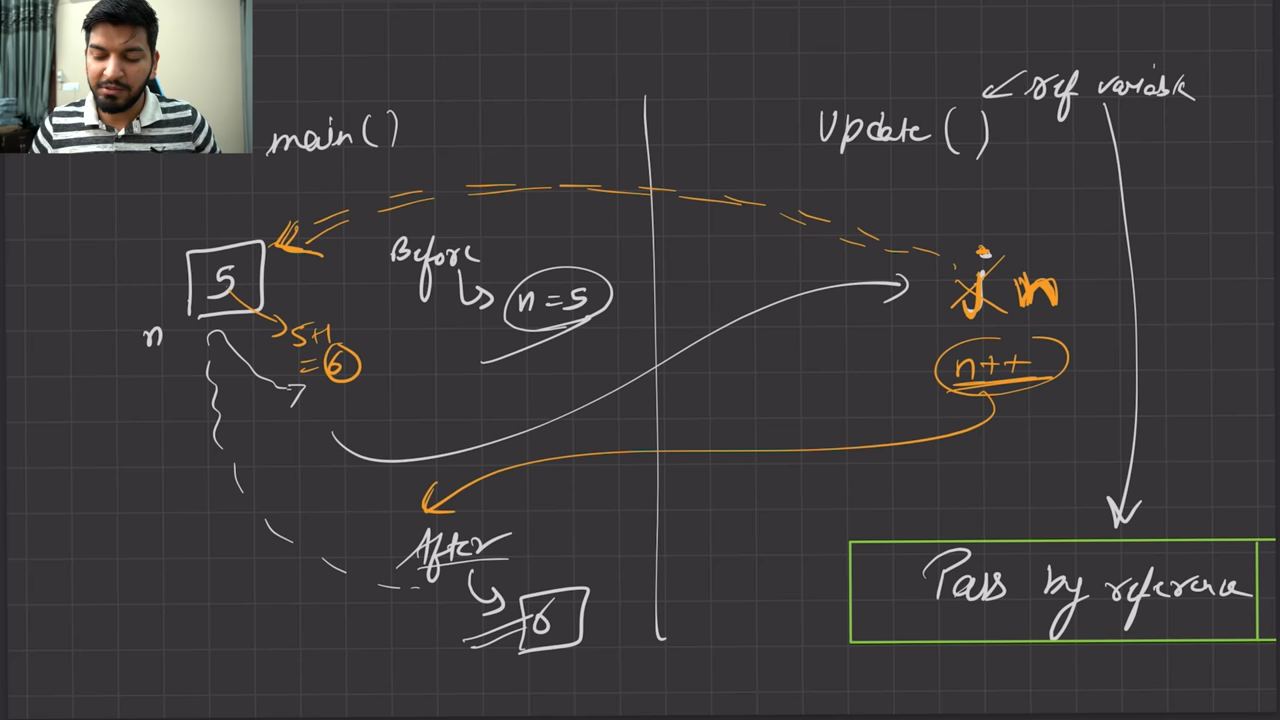 ref variable
main()
Update()
Before
n = 5
5
n
5+1
= 6
n
n++
After
6
Pass by reference